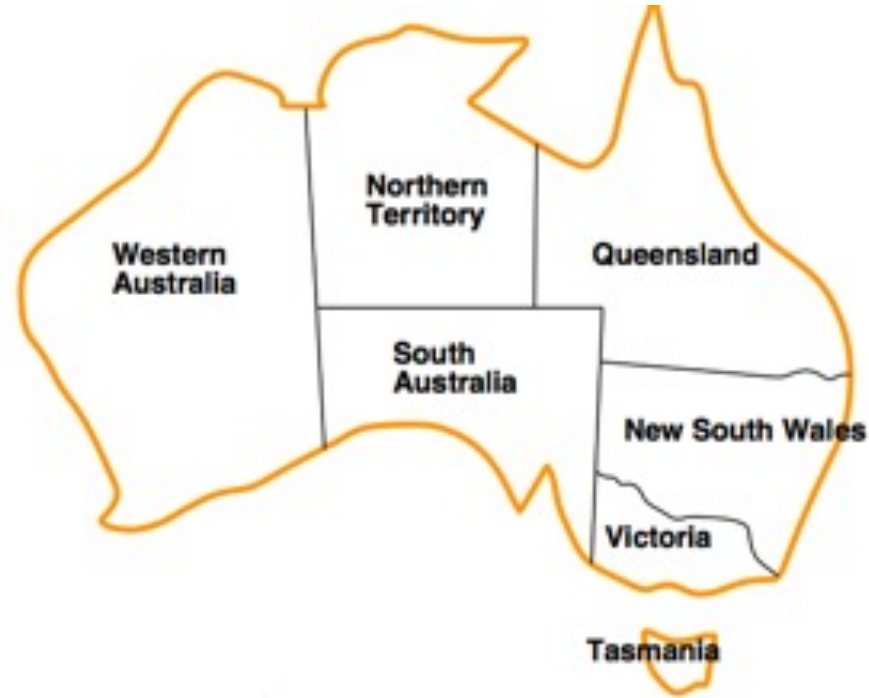 Northern
Territory
Western
Australia
Queensland
South
Australia
New South Wales
Victoria
Tasmania